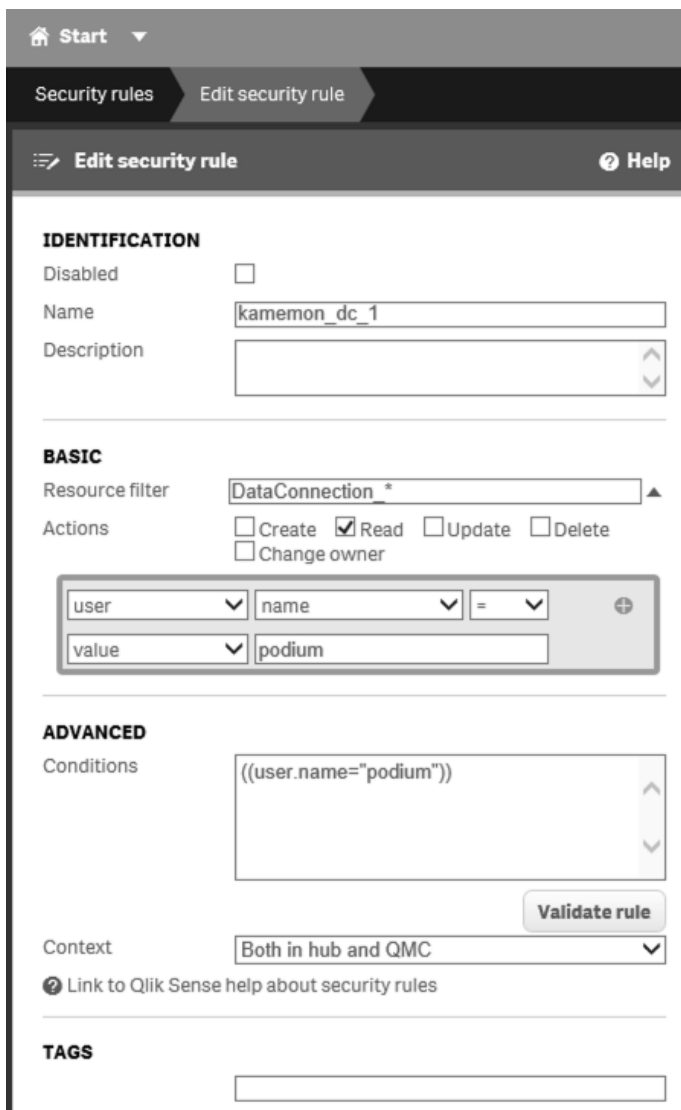 Start
Security rules Edit security rule
Edit security rule Help
IDENTIFICATION
Disabled
Name kamemon_dc_1
Description
BASIC
Resource filter DataConnection_*
Actions Create Read Update Delete
Change owner
user name =
value podium
ADVANCED
Conditions ((user.name="podium"))
Validate rule
Context Both in hub and QMC
Link to Qlik Sense help about security rules
TAGS